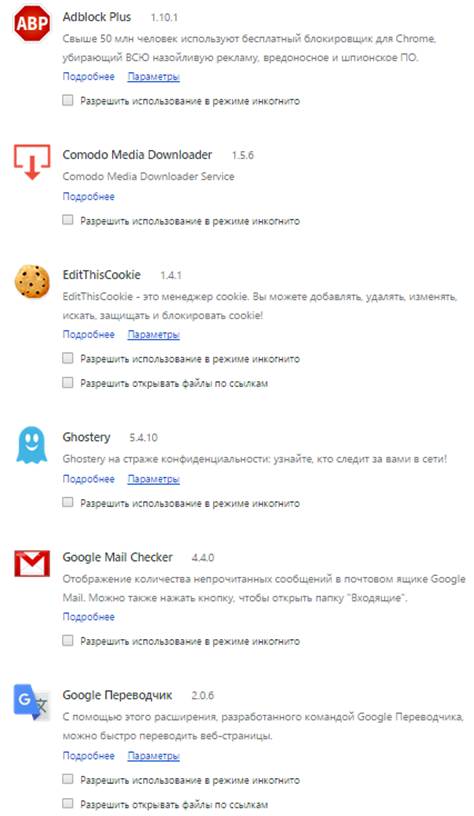 ABP
Adblock Plus 1.10.1
Свыше 50 млн человек используют бесплатный блокировщик для Chrome,
убирающий ВСЮ назойливую рекламу, вредоносное и шпионское ПО.
Подробнее Параметры
Разрешить использование в режиме инкогнито
Comodo Media Downloader 1.5.6
Comodo Media Downloader Service
Подробнее
Разрешить использование в режиме инкогнито
EditThisCookie 1.4.1
EditThisCookie - это менеджер cookie. Вы можете добавлять, удалять, изменять,
искать, защищать и блокировать cookie!
Подробнее Параметры
Разрешить использование в режиме инкогнито
Разрешить открывать файлы по ссылкам
Ghostery 5.4.10
Ghostery на страже конфиденциальности: узнайте, кто следит за вами в сети!
Подробнее Параметры
Разрешить использование в режиме инкогнито
Google Mail Checker 4.4.0
Отображение количества непрочитанных сообщений в почтовом ящике Google
Mail. Можно также нажать кнопку, чтобы открыть папку "Входящие".
Подробнее
Разрешить использование в режиме инкогнито
G 文
Google Переводчик 2.0.6
С помощью этого расширения, разработанного командой Google Переводчика,
можно быстро переводить веб-страницы.
Подробнее Параметры
Разрешить использование в режиме инкогнито
Разрешить открывать файлы по ссылкам